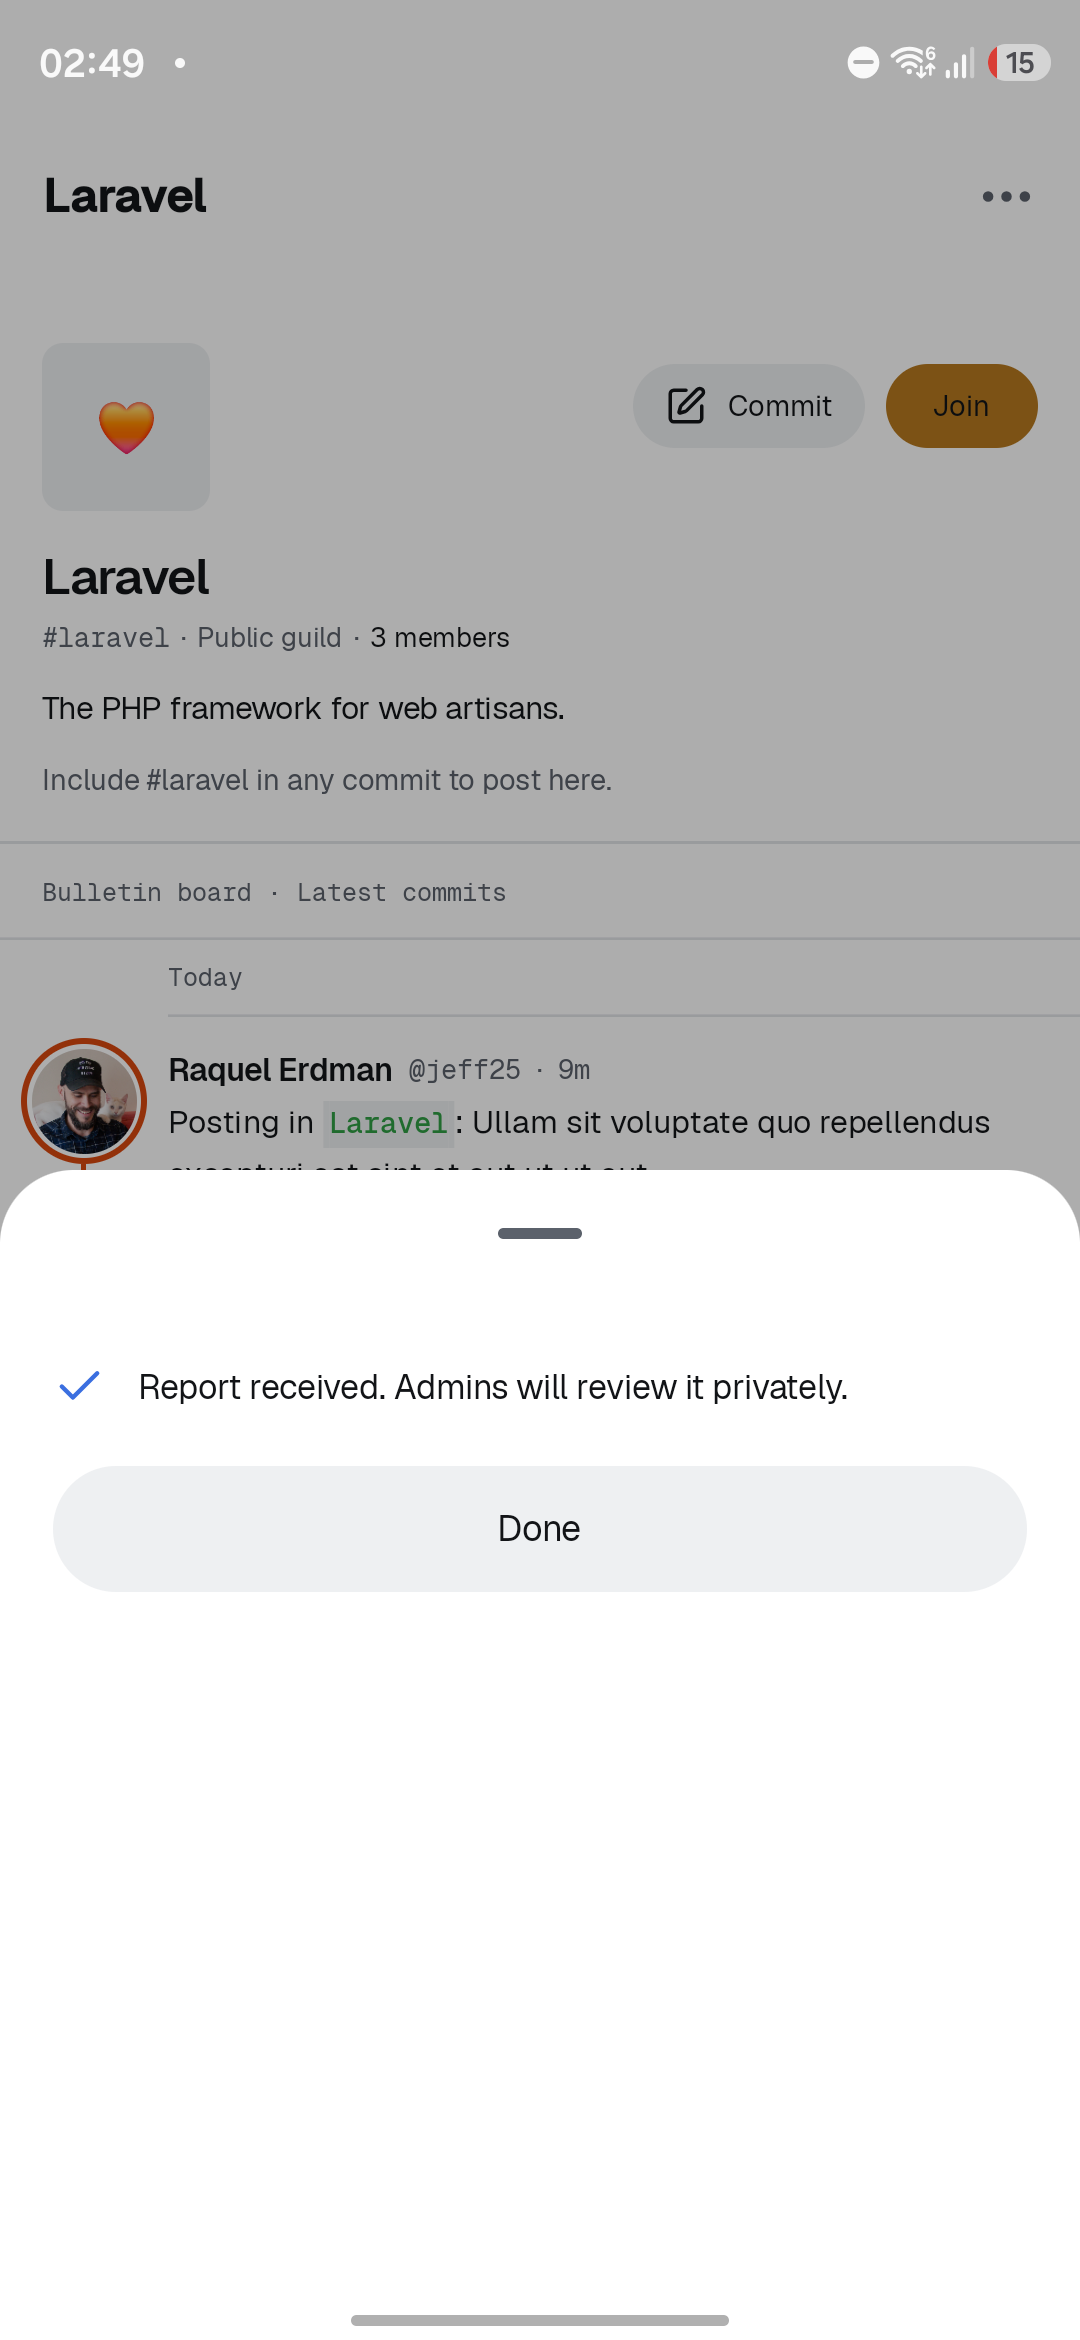 02:49
6
15
Laravel
Commit
Join
Laravel
#laravel · Public guild · 3 members
The PHP framework for web artisans.
Include #laravel in any commit to post here.
Bulletin board · Latest commits
Today
Raquel Erdman @jeff25 · 9m
Posting in Laravel: Ullam sit voluptate quo repellendus
Report received. Admins will review it privately.
Done